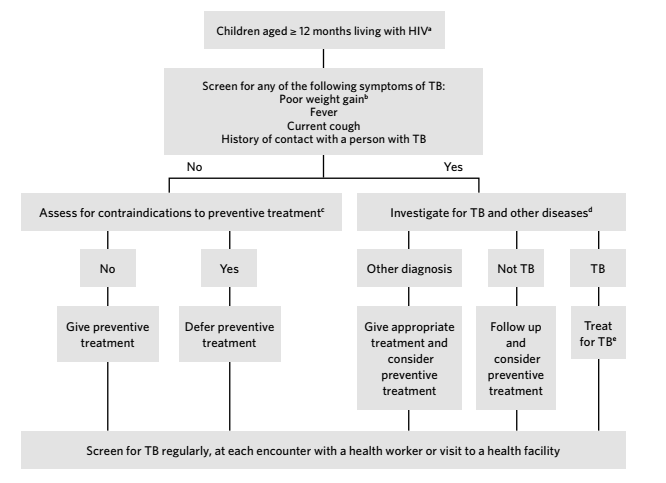 Children aged ≥ 12 months living with HIVᵃ
Screen for any of the following symptoms of TB:
Poor weight gainᵇ
Fever
Current cough
History of contact with a person with TB
No
Yes
Assess for contraindications to preventive treatmentᶜ
Investigate for TB and other diseasesᵈ
No
Yes
Other diagnosis
Not TB
TB
Give preventive
treatment
Defer preventive
treatment
Give appropriate
treatment and
consider
preventive
treatment
Follow up
and
consider
preventive
treatment
Treat
for TBᵉ
Screen for TB regularly, at each encounter with a health worker or visit to a health facility